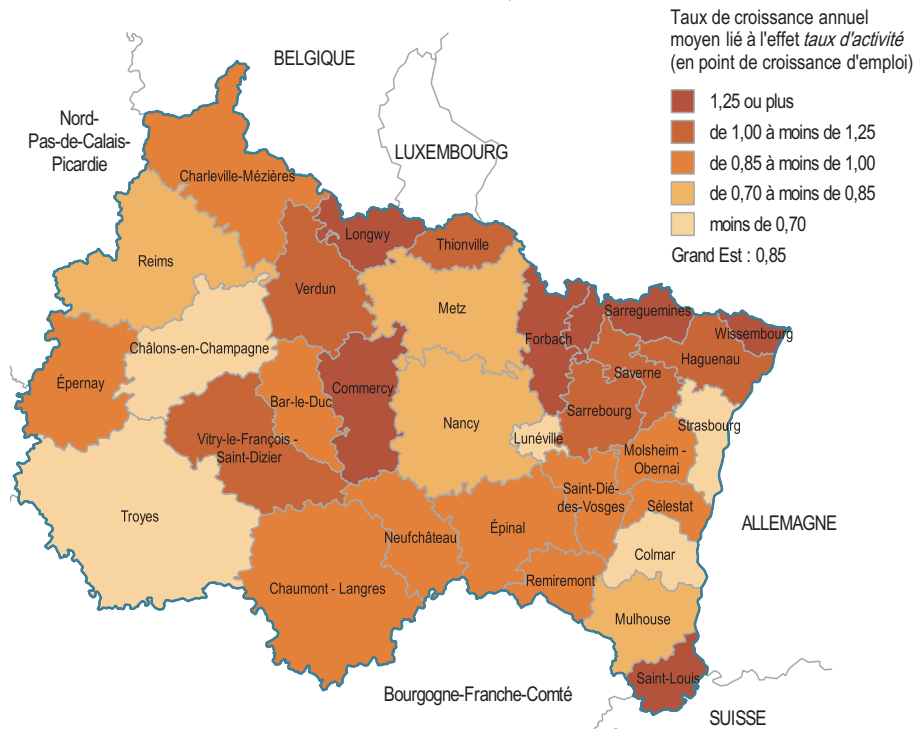 Taux de croissance annuel
moyen lié à l'effet taux d'activité
(en point de croissance d'emploi)
1,25 ou plus
de 1,00 à moins de 1,25
de 0,85 à moins de 1,00
de 0,70 à moins de 0,85
moins de 0,70
Grand Est : 0,85
BELGIQUE
Nord-
Pas-de-Calais-
Picardie
LUXEMBOURG
Charleville-Mézières
Longwy
Thionville
Reims
Verdun
Metz
Sarreguemines
Wissembourg
Forbach
Châlons-en-Champagne
Haguenau
Saverne
Épernay
Commercy
Bar-le-Duc
Sarrebourg
Nancy
Strasbourg
Lunéville
Vitry-le-François -
Saint-Dizier
Molsheim -
Obernai
Saint-Dié-
des-Vosges
Sélestat
Troyes
Épinal
ALLEMAGNE
Neufchâteau
Colmar
Remiremont
Chaumont - Langres
Mulhouse
Saint-Louis
Bourgogne-Franche-Comté
SUISSE